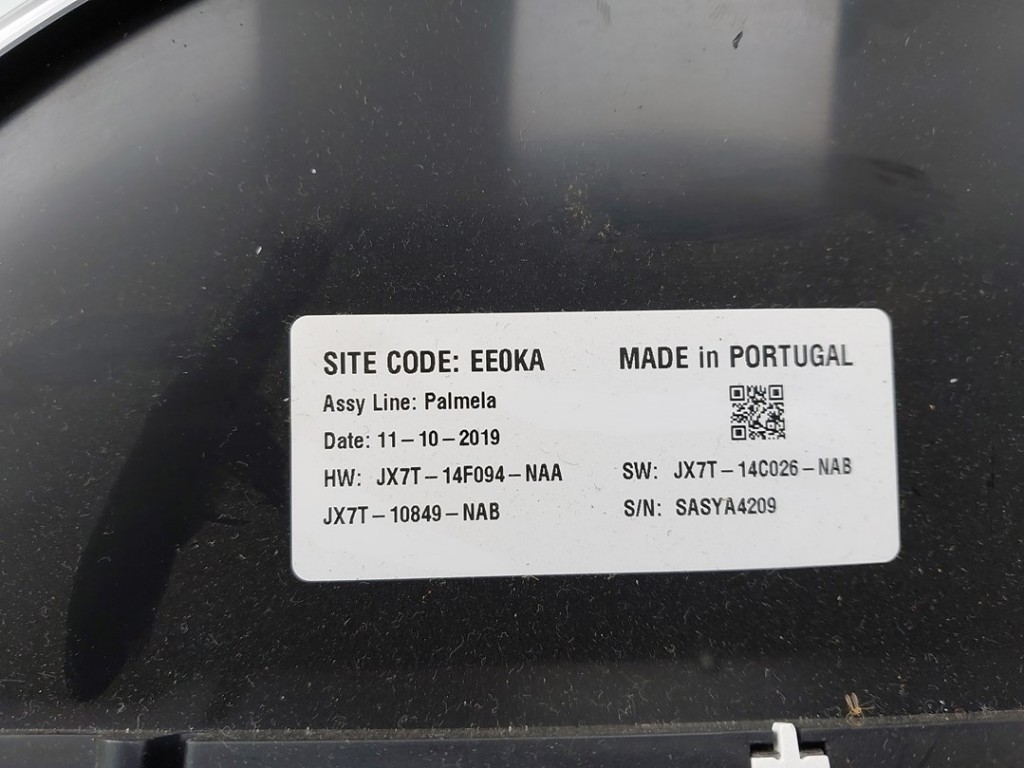 SITE CODE: EE0KA MADE in PORTUGAL
Assy Line: Palmela
Date: 11-10-2019
HW: JX7T-14F094-NAA SW: JX7T-14C026-NAB
JX7T-10849-NAB S/N: SASYA4209